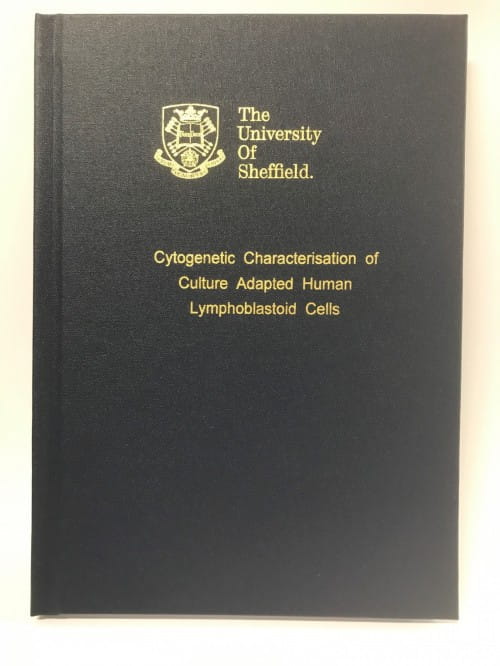 The
University
Of
Sheffield.
Cytogenetic Characterisation of
Culture Adapted Human
Lymphoblastoid Cells